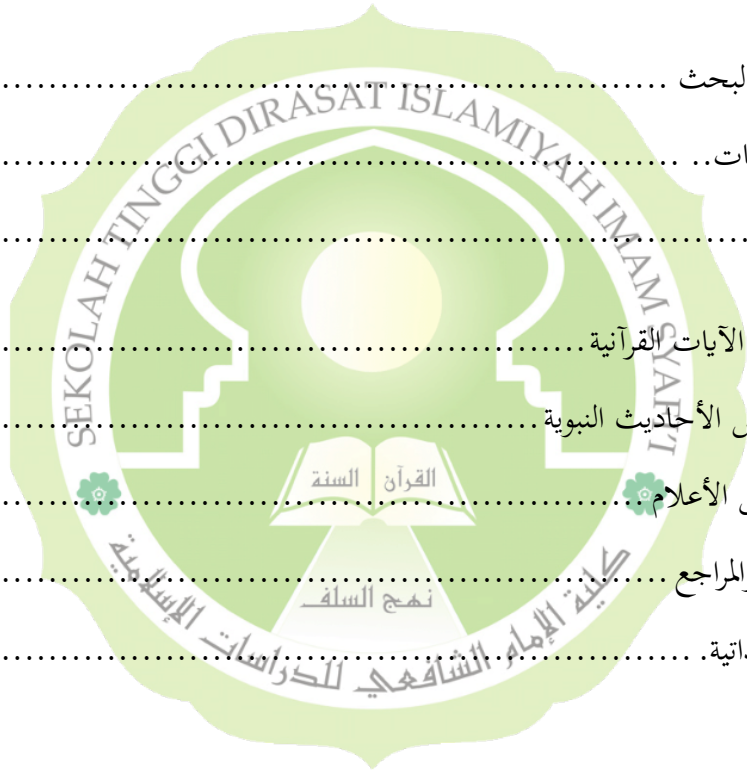 لبحث ............................................................
ات.. ............................................................
............................................................
الآيات القرآنية ............................................................
الأحاديث النبوية ............................................................
الأعلام ............................................................
المراجع ............................................................
اتية. ............................................................
SEKOLAH TINGGI DIRASAT ISLAMIYAH IMAM SYAFI'I
القرآن السنة
نهج السلف
كلية الإمام الشافعي للدراسات الإسلامية